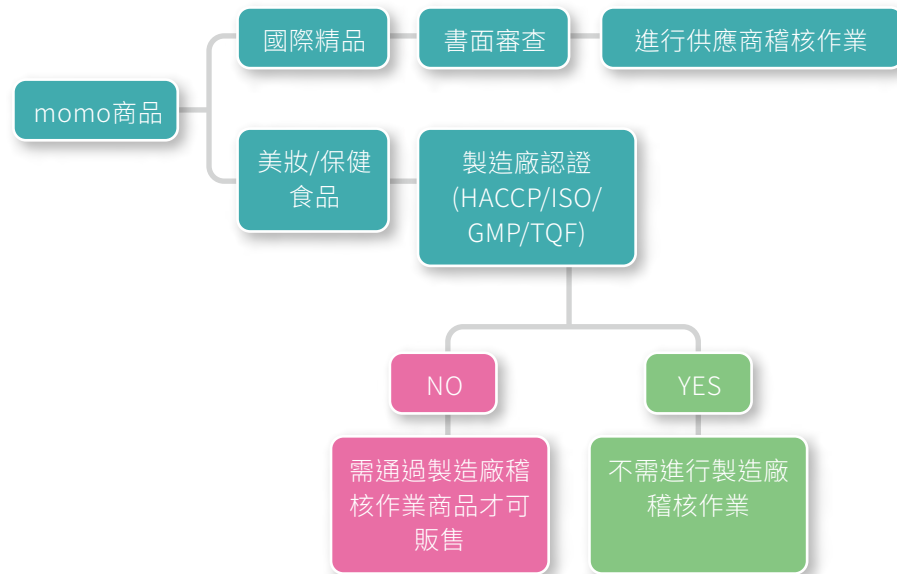 momo商品
國際精品
書面審查
進行供應商稽核作業
美妝/保健
食品
製造廠認證
(HACCP/ISO/
GMP/TQF)
NO
需通過製造廠稽
核作業商品才可
販售
YES
不需進行製造廠
稽核作業